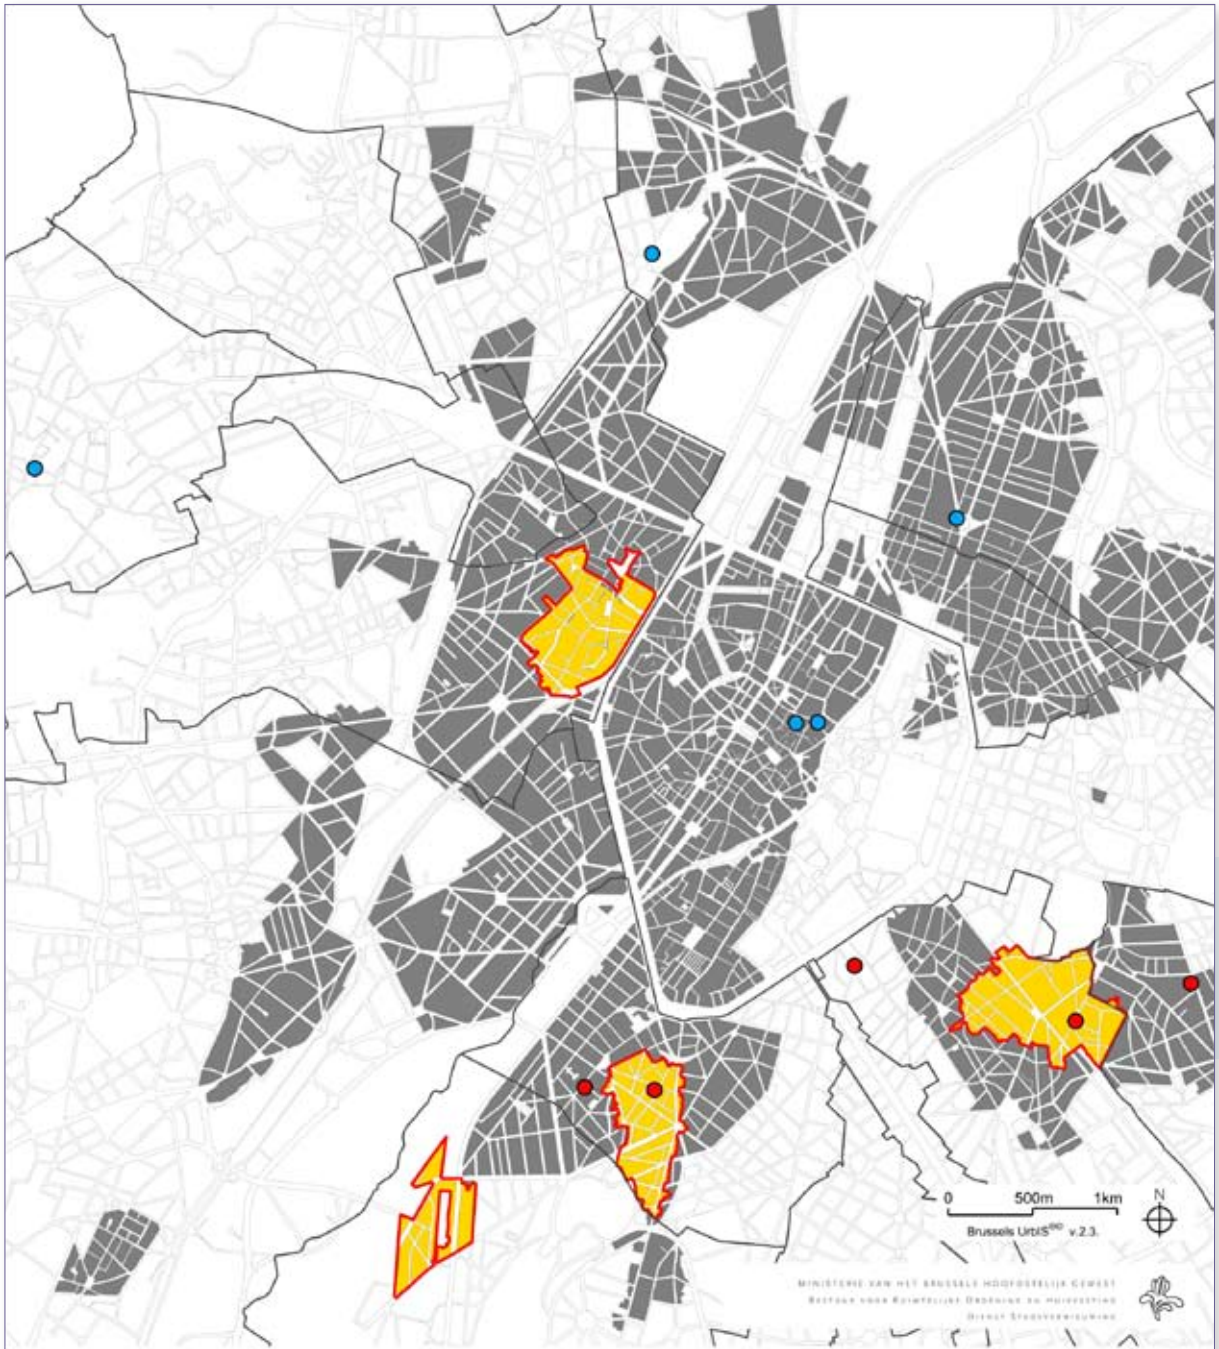 0 500m 1km
N
Brussels UrbIS v.2.3.
MINISTERIE VAN HET BRUSSELS HOOFDSTEDELIJK GEWEST
BESTUUR VOOR RUIMTELIJKE ORDENING EN HUISVESTING
DIENST STADSVERNIEUWING